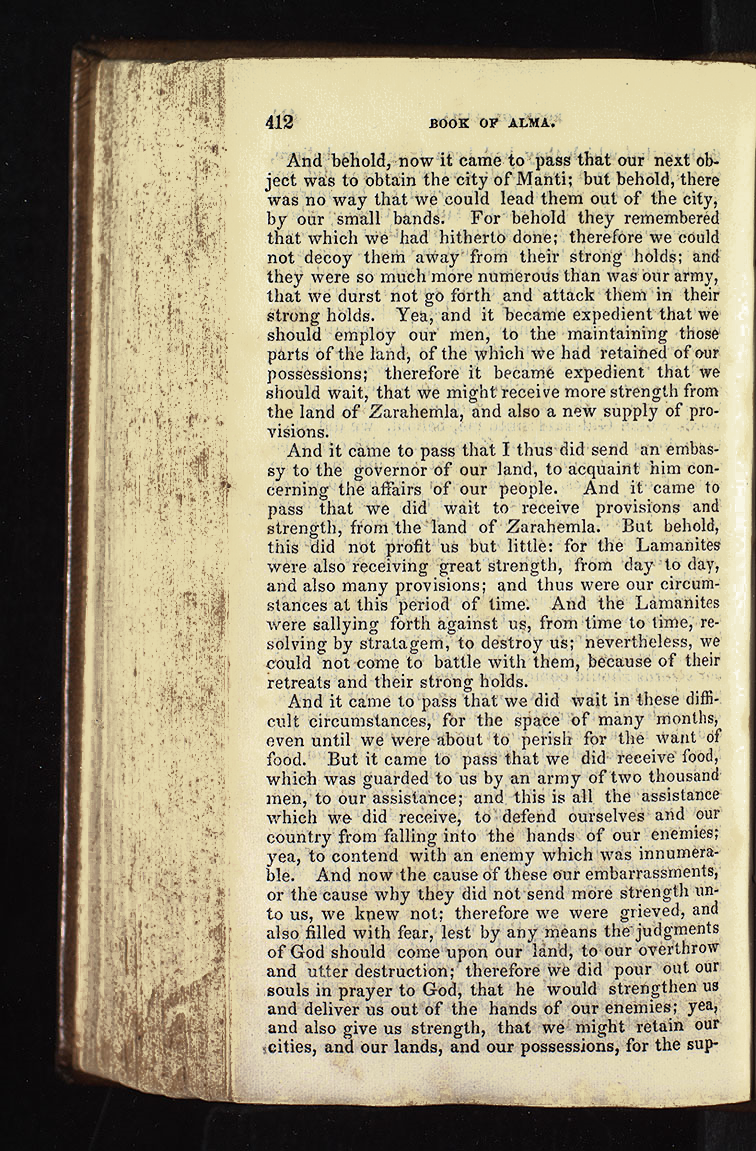 412 BOOK OF ALMA.
And behold, now it came to pass that our next ob-
ject was to obtain the city of Manti; but behold, there
was no way that we could lead them out of the city,
by our small bands. For behold they remembered
that which we had hitherto done; therefore we could
not decoy them away from their strong holds; and
they were so much more numerous than was our army,
that we durst not go forth and attack them in their
strong holds. Yea, and it became expedient that we
should employ our men, to the maintaining those
parts of the land, of the which we had retained of our
possessions; therefore it became expedient that we
should wait, that we might receive more strength from
the land of Zarahemla, and also a new supply of pro-
visions.
And it came to pass that I thus did send an embas-
sy to the governor of our land, to acquaint him con-
cerning the affairs of our people. And it came to
pass that we did wait to receive provisions and
strength, from the land of Zarahemla. But behold,
this did not profit us but little: for the Lamanites
were also receiving great strength, from day to day,
and also many provisions; and thus were our circum-
stances at this period of time. And the Lamanites
were sallying forth against us, from time to time, re-
solving by stratagem, to destroy us; nevertheless, we
could not come to battle with them, because of their
retreats and their strong holds.
And it came to pass that we did wait in these diffi-
cult circumstances, for the space of many months,
even until we were about to perish for the want of
food. But it came to pass that we did receive food,
which was guarded to us by an army of two thousand
men, to our assistance; and this is all the assistance
which we did receive, to defend ourselves and our
country from falling into the hands of our enemies;
yea, to contend with an enemy which was innumera-
ble. And now the cause of these our embarrassments,
or the cause why they did not send more strength un-
to us, we knew not; therefore we were grieved, and
also filled with fear, lest by any means the judgments
of God should come upon our land, to our overthrow
and utter destruction; therefore we did pour out our
souls in prayer to God, that he would strengthen us
and deliver us out of the hands of our enemies; yea,
and also give us strength, that we might retain our
cities, and our lands, and our possessions, for the sup-